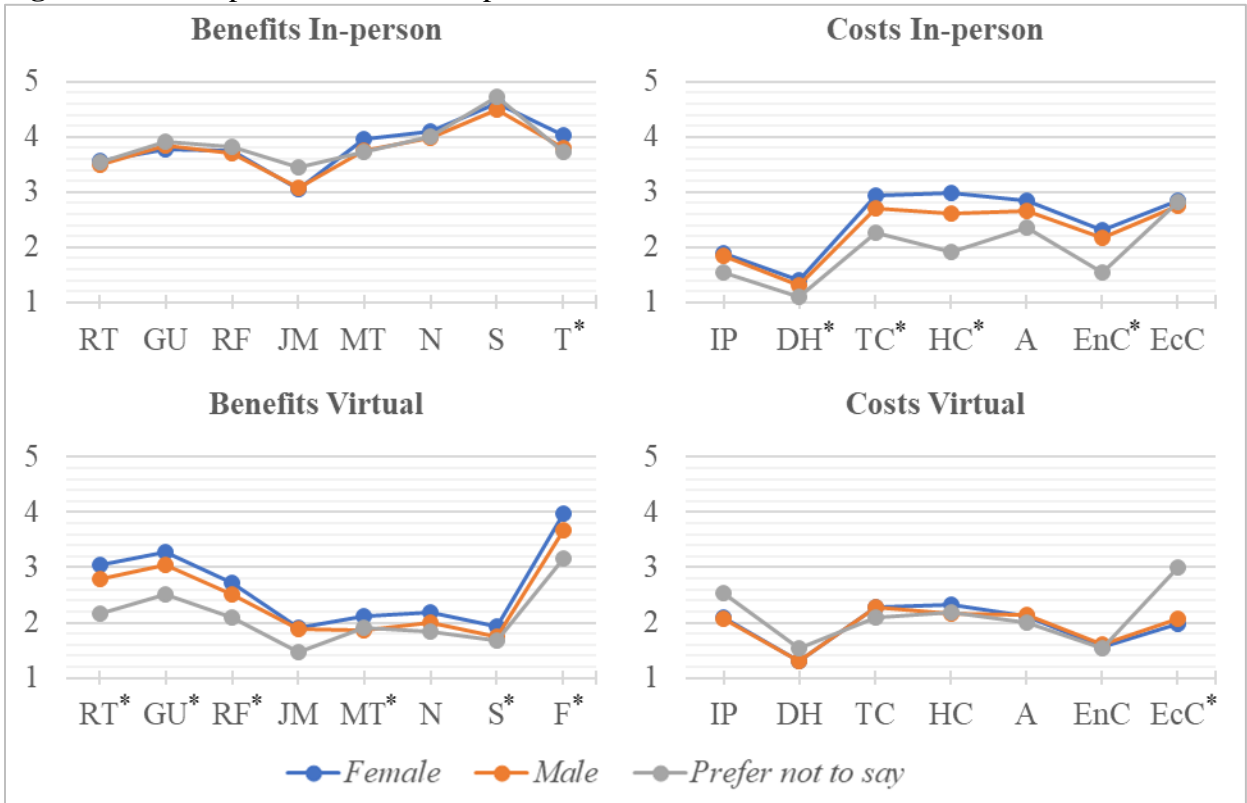 Benefits In-person
5
4
3
2
1
RT GU RF JM MT N S T*
Costs In-person
5
4
3
2
1
IP DH* TC* HC* A EnC* EcC
Benefits Virtual
5
4
3
2
1
RT* GU* RF* JM MT* N S* F*
Costs Virtual
5
4
3
2
1
IP DH TC HC A EnC EcC*
Female Male Prefer not to say